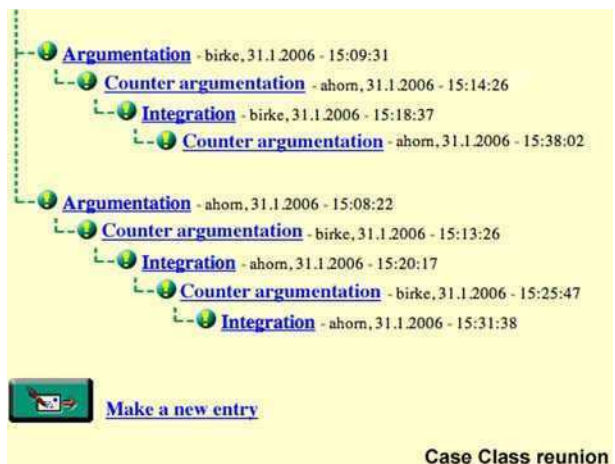 Argumentation - birke, 31.1.2006 - 15:09:31
Counter argumentation - ahorn, 31.1.2006 - 15:14:26
Integration - birke, 31.1.2006 - 15:18:37
Counter argumentation - ahorn, 31.1.2006 - 15:38:02
Argumentation - ahorn, 31.1.2006 - 15:08:22
Counter argumentation - birke, 31.1.2006 - 15:13:26
Integration - ahorn, 31.1.2006 - 15:20:17
Counter argumentation - birke, 31.1.2006 - 15:25:47
Integration - ahorn, 31.1.2006 - 15:31:38
Make a new entry
Case Class reunion